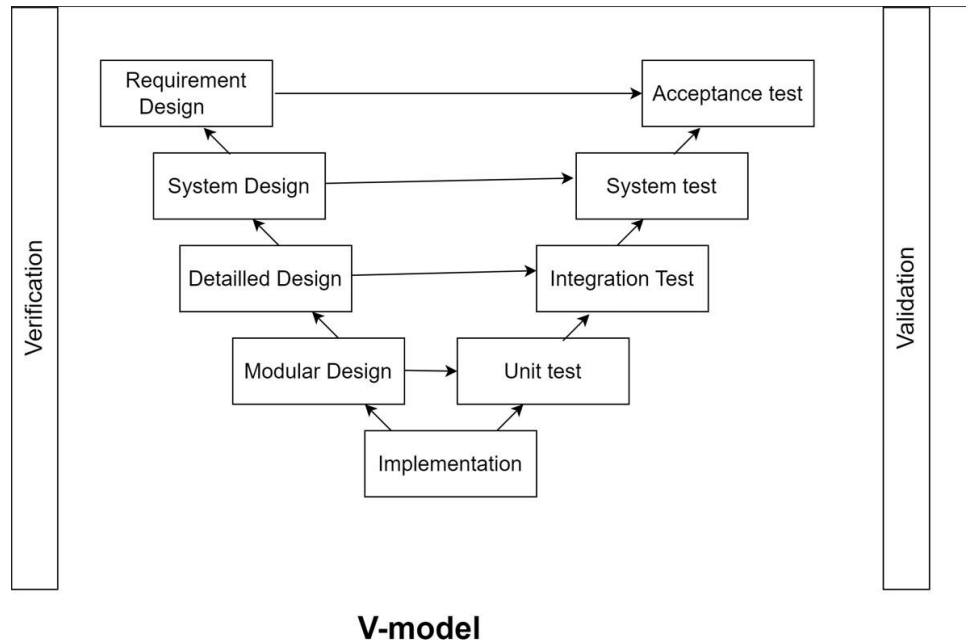 Verification
Requirement
Design
Acceptance test
System Design
System test
Detailled Design
Integration Test
Modular Design
Unit test
Implementation
Validation
V-model